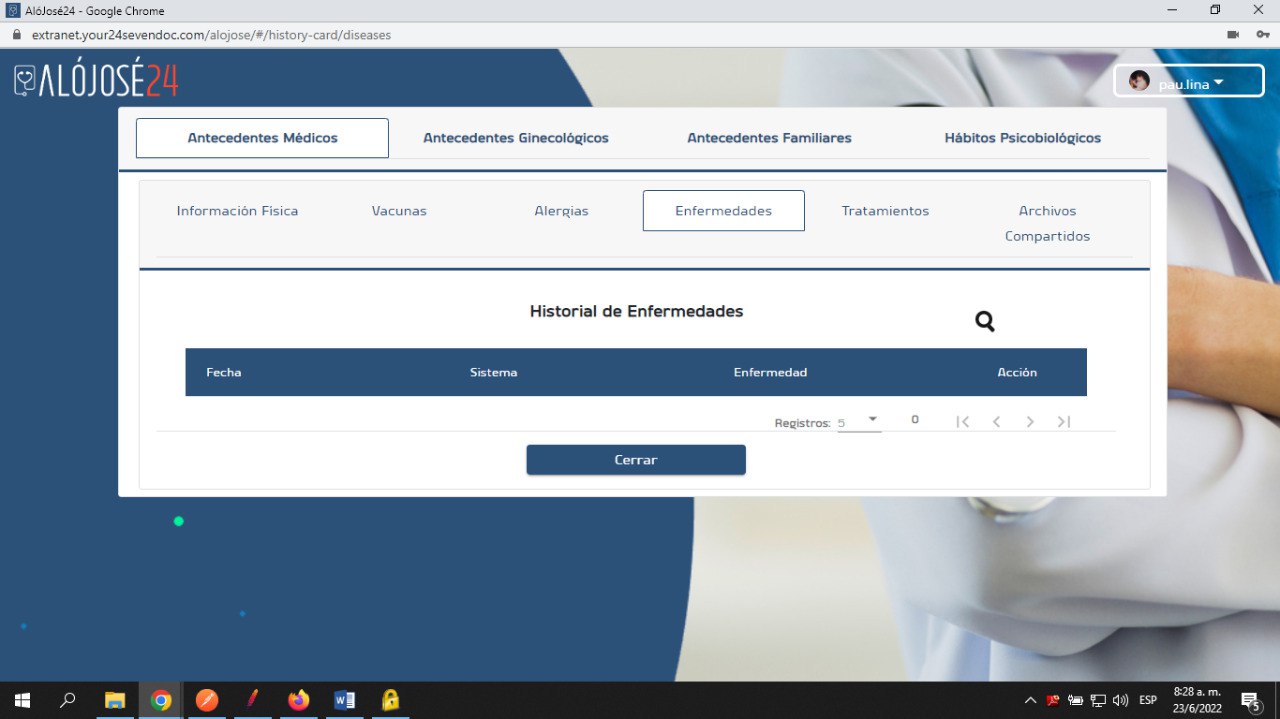 AlóJosé24 - Google Chrome
extranet.your24sevendoc.com/alojose/#/history-card/diseases
ALÓJOSÉ24
pau.lina
Antecedentes Médicos Antecedentes Ginecológicos Antecedentes Familiares Hábitos Psicobiológicos
Información Física Vacunas Alergias Enfermedades Tratamientos Archivos
Compartidos
Historial de Enfermedades
Fecha Sistema Enfermedad Acción
Registros: 5 0
Cerrar
ESP
8:28 a. m.
23/6/2022
5